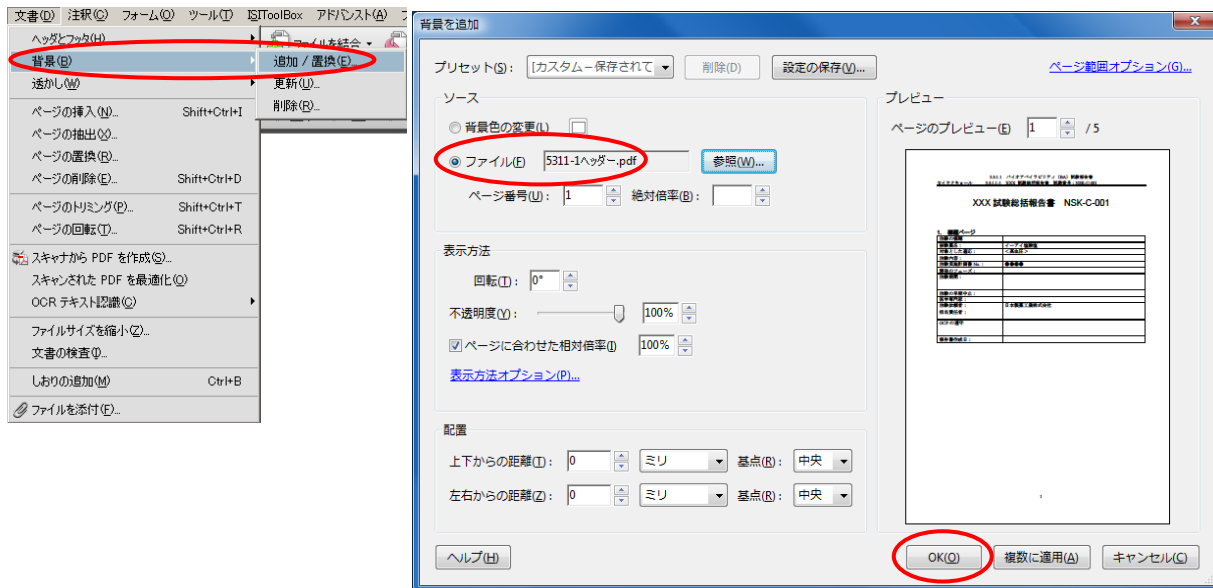 文書(D) 注釈(C) フォーム(O) ツール(T) ISIToolBox アドバンスト(A)
ヘッダとフッタ(H)
ファイルを結合
背景(B)
追加 / 置換(E)...
透かし(W)
更新(U)...
削除(R)...
ページの挿入(N)... Shift+Ctrl+I
ページの抽出(X)...
ページの置換(R)...
ページの削除(E)... Shift+Ctrl+D
ページのトリミング(P)... Shift+Ctrl+T
ページの回転(T)... Shift+Ctrl+R
スキャナから PDF を作成(S)...
スキャンされた PDF を最適化(O)
OCR テキスト認識(C)
ファイルサイズを縮小(Z)...
文書の検査(I)...
しおりの追加(M) Ctrl+B
ファイルを添付(F)...
背景を追加
プリセット(S): [カスタム－保存されて 削除(D) 設定の保存(V)... ページ範囲オプション(G)...
ソース
背景色の変更(L)
ファイル(F) 5311-1ヘッダー.pdf 参照(W)...
ページ番号(U): 1 絶対倍率(B):
表示方法
回転(T): 0°
不透明度(Y): 100%
ページに合わせた相対倍率(I) 100%
表示方法オプション(P)...
配置
上下からの距離(T): 0 ミリ 基点(R): 中央
左右からの距離(Z): 0 ミリ 基点(R): 中央
プレビュー
ページのプレビュー(E) 1 / 5
XXX 試験総括報告書 NSK-C-001
1. 標題ページ
日本製薬工業株式会社
ヘルプ(H) OK(O) 複数に適用(A) キャンセル(C)